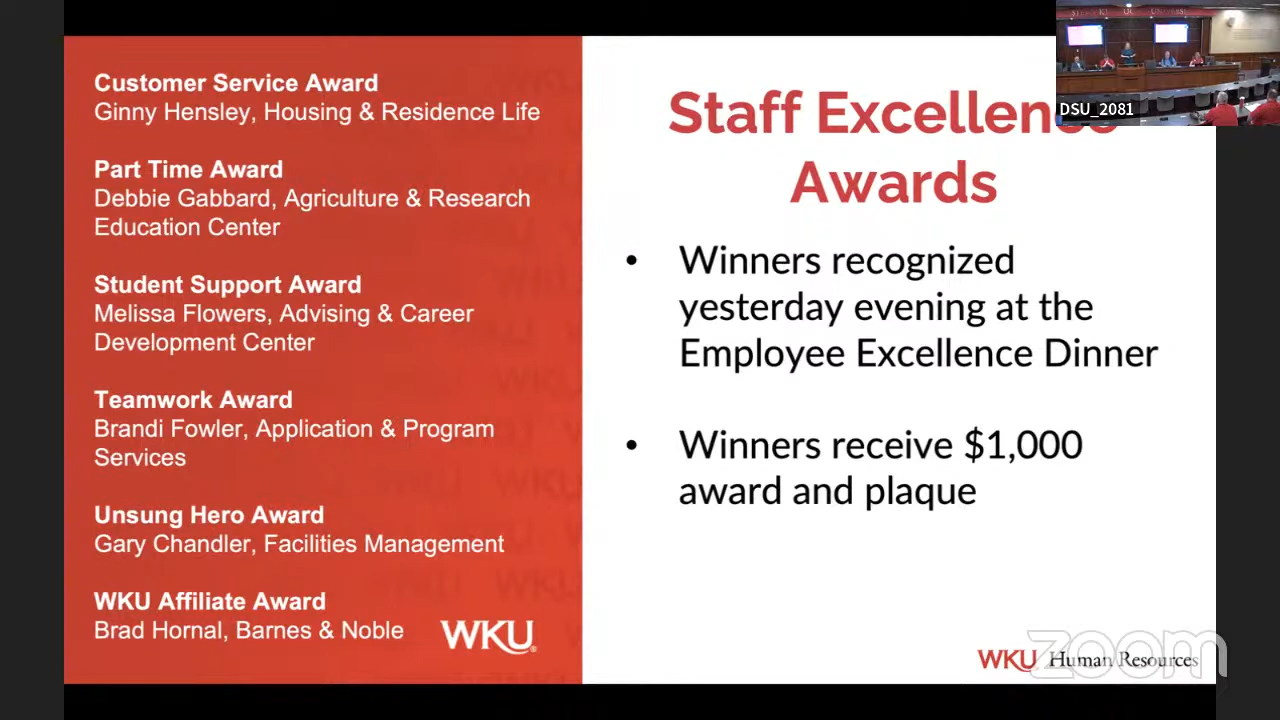 Customer Service Award
Ginny Hensley, Housing & Residence Life
Part Time Award
Debbie Gabbard, Agriculture & Research
Education Center
Student Support Award
Melissa Flowers, Advising & Career
Development Center
Teamwork Award
Brandi Fowler, Application & Program
Services
Unsung Hero Award
Gary Chandler, Facilities Management
WKU Affiliate Award
Brad Hornal, Barnes & Noble
WKU®
Staff Excellence
Awards
• Winners recognized
yesterday evening at the
Employee Excellence Dinner
• Winners receive $1,000
award and plaque
WKU Human Resources
zoom
DSU_2081